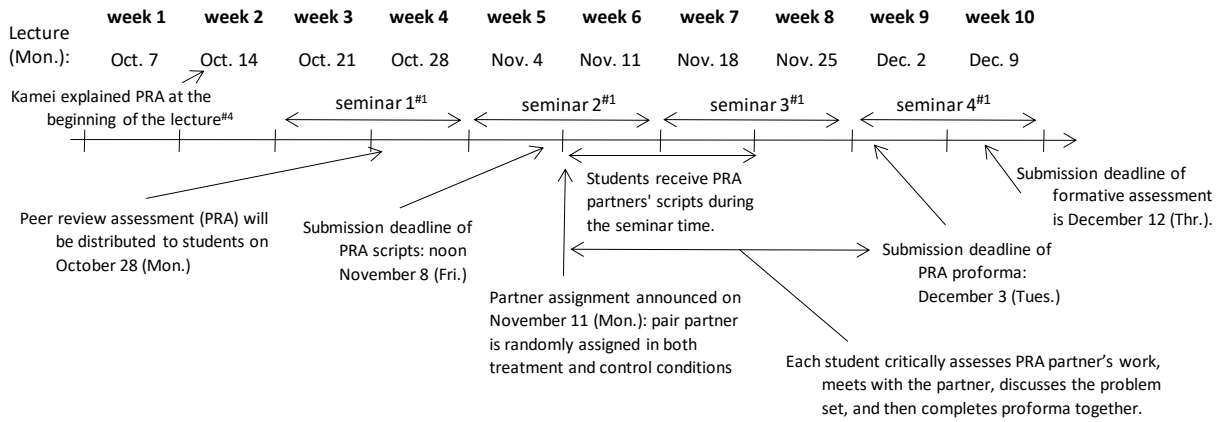 week 1 week 2 week 3 week 4 week 5 week 6 week 7 week 8 week 9 week 10
Lecture
(Mon.): Oct. 7 Oct. 14 Oct. 21 Oct. 28 Nov. 4 Nov. 11 Nov. 18 Nov. 25 Dec. 2 Dec. 9
Kamei explained PRA at the
beginning of the lecture#4
seminar 1#1 seminar 2#1 seminar 3#1 seminar 4#1
Peer review assessment (PRA) will
be distributed to students on
October 28 (Mon.)
Submission deadline of
PRA scripts: noon
November 8 (Fri.)
Students receive PRA
partners' scripts during
the seminar time.
Partner assignment announced on
November 11 (Mon.): pair partner
is randomly assigned in both
treatment and control conditions
Submission deadline of
PRA proforma:
December 3 (Tues.)
Submission deadline of
formative assessment
is December 12 (Thr.).
Each student critically assesses PRA partner’s work,
meets with the partner, discusses the problem
set, and then completes proforma together.